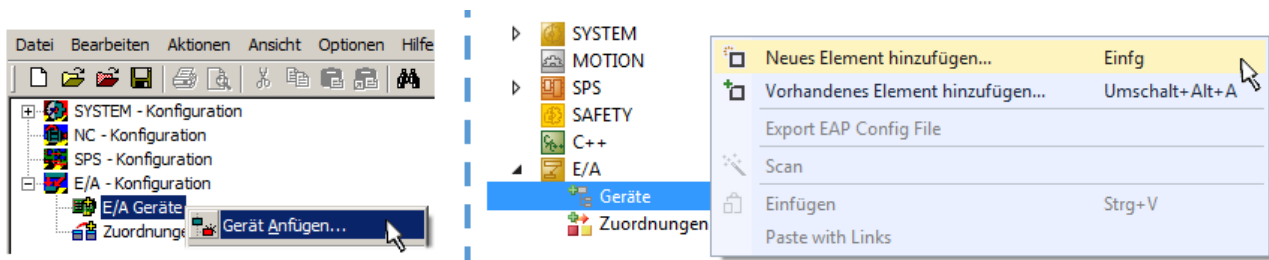 Datei Bearbeiten Aktionen Ansicht Optionen Hilfe
SYSTEM - Konfiguration
NC - Konfiguration
SPS - Konfiguration
E/A - Konfiguration
E/A Geräte
Gerät Anfügen...
Zuordnunge
SYSTEM
MOTION
SPS
SAFETY
C++
E/A
Geräte
Zuordnungen
Neues Element hinzufügen... Einfg
Vorhandenes Element hinzufügen... Umschalt+Alt+A
Export EAP Config File
Scan
Einfügen Strg+V
Paste with Links